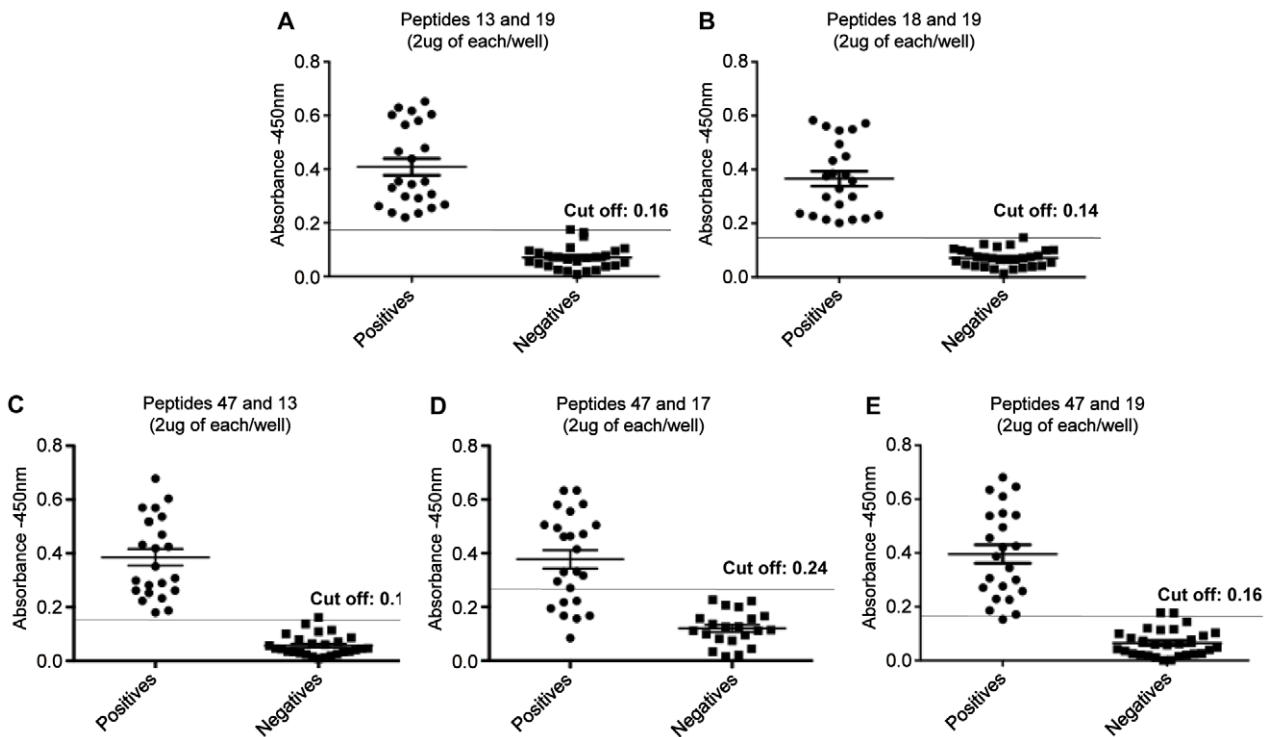 A
Peptides 13 and 19
(2ug of each/well)
Absorbance -450nm
0.8
0.6
0.4
0.2
0.0
Cut off: 0.16
Positives
Negatives
B
Peptides 18 and 19
(2ug of each/well)
Absorbance -450nm
0.8
0.6
0.4
0.2
0.0
Cut off: 0.14
Positives
Negatives
C
Peptides 47 and 13
(2ug of each/well)
Absorbance -450nm
0.8
0.6
0.4
0.2
0.0
Cut off: 0.1
Positives
Negatives
D
Peptides 47 and 17
(2ug of each/well)
Absorbance -450nm
0.8
0.6
0.4
0.2
0.0
Cut off: 0.24
Positives
Negatives
E
Peptides 47 and 19
(2ug of each/well)
Absorbance -450nm
0.8
0.6
0.4
0.2
0.0
Cut off: 0.16
Positives
Negatives